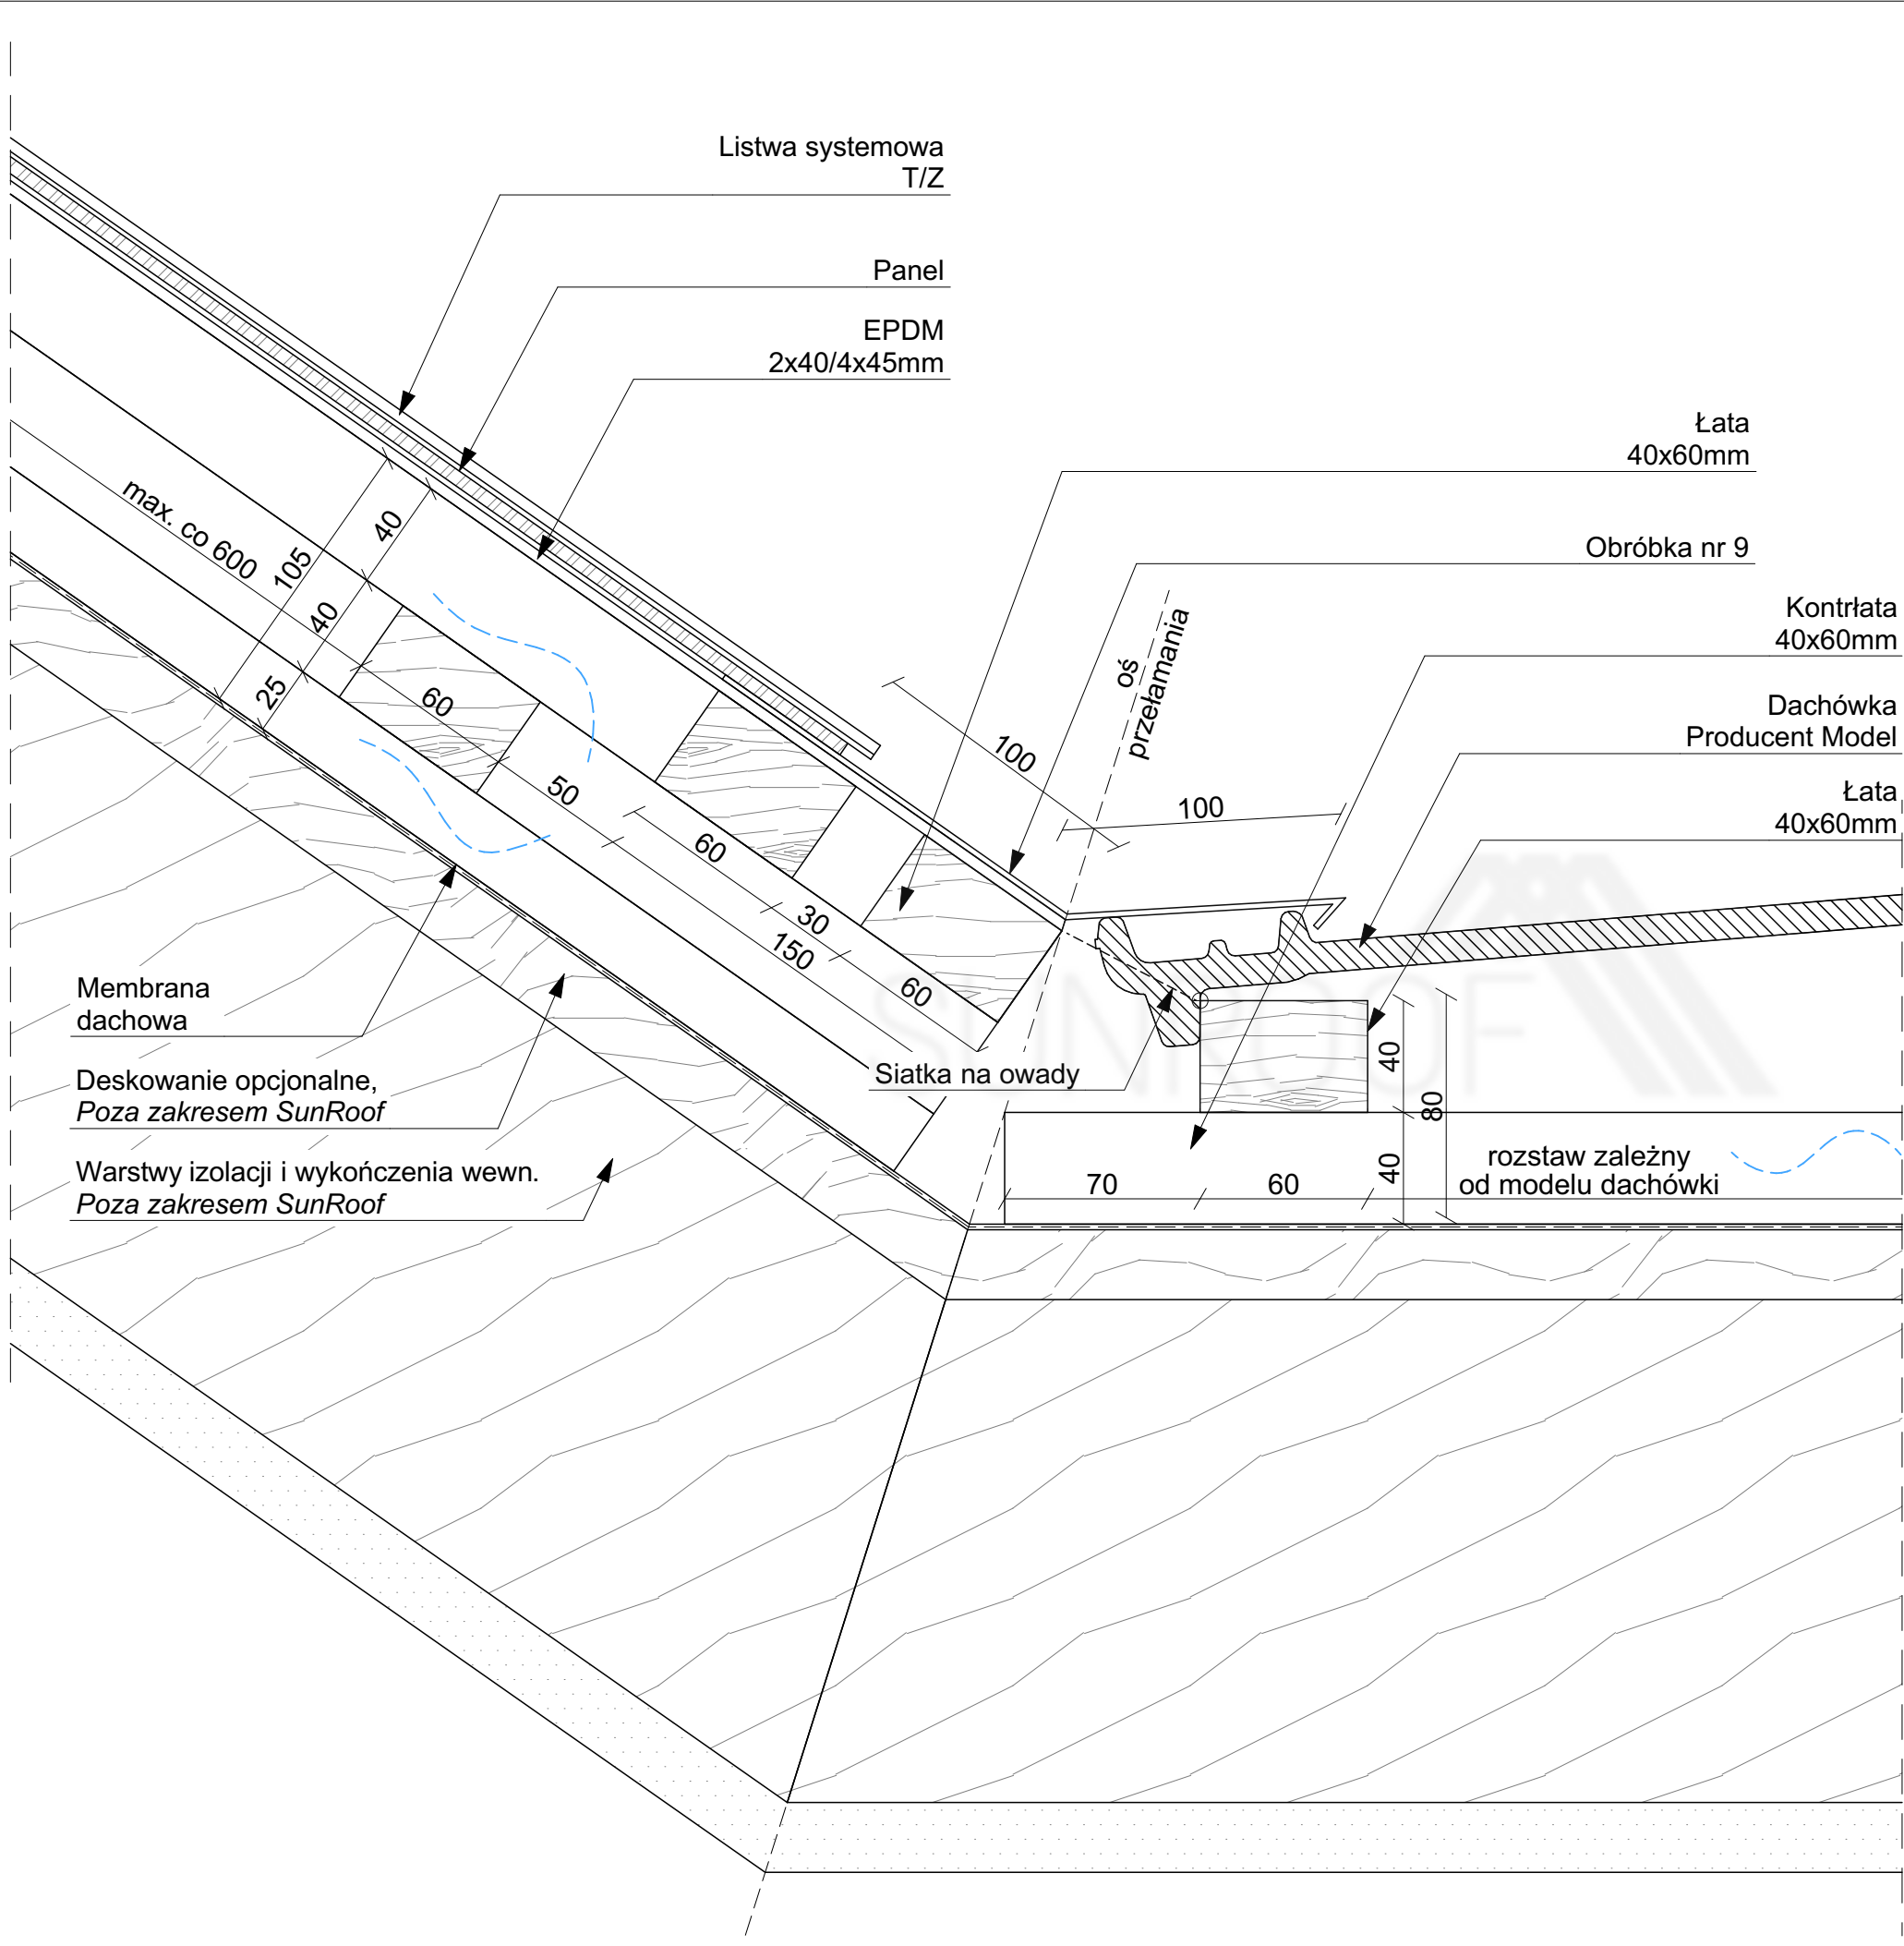 Listwa systemowa
T/Z
Panel
EPDM
2x40/4x45mm
Łata
40x60mm
Obróbka nr 9
Kontrłata
40x60mm
Dachówka
Producent Model
Łata
40x60mm
max. co 600
105
40
40
25
60
50
60
30
150
60
100
oś
przełamania
100
Membrana
dachowa
Deskowanie opcjonalne,
Poza zakresem SunRoof
Warstwy izolacji i wykończenia wewn.
Poza zakresem SunRoof
Siatka na owady
SUNROOF
40
80
40
70
60
rozstaw zależny
od modelu dachówki